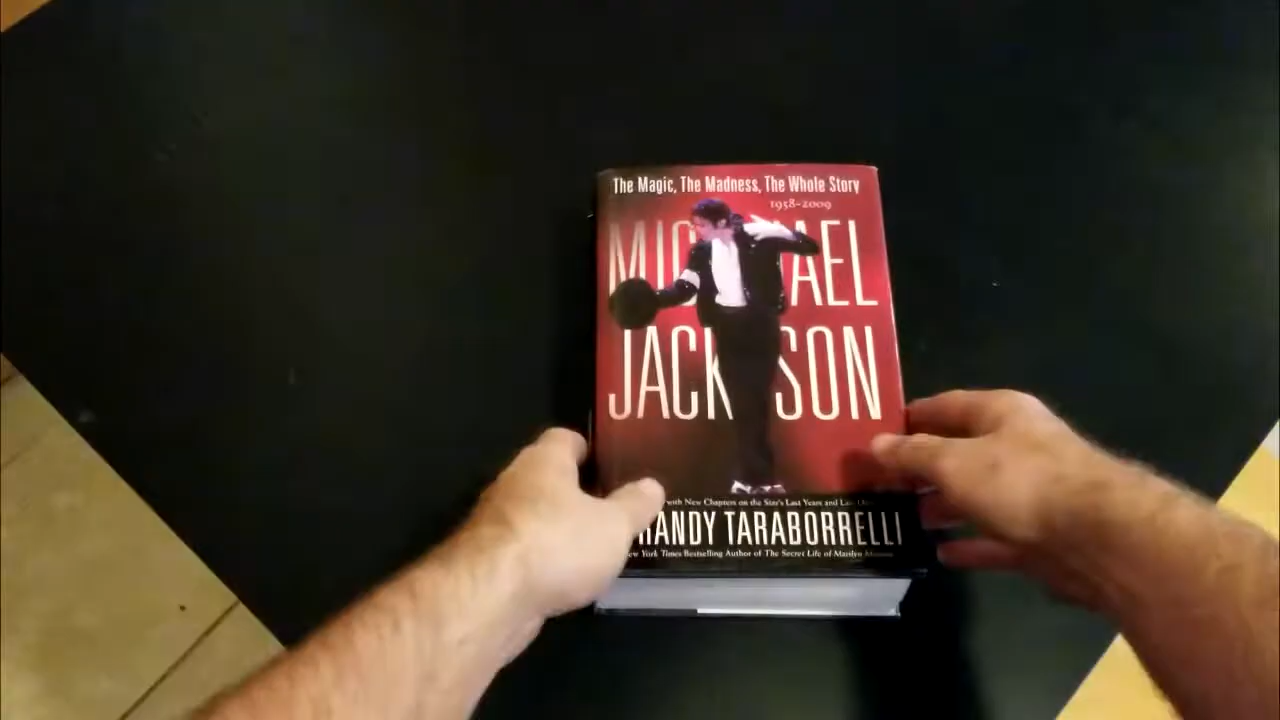 The Magic, The Madness, The Whole Story
1958-2009
MIC AEL
JACK SON
with New Chapters on the Star's Last Years and
RANDY TARABORRELLI
York Times Bestselling Author of The Secret Life of Marilyn